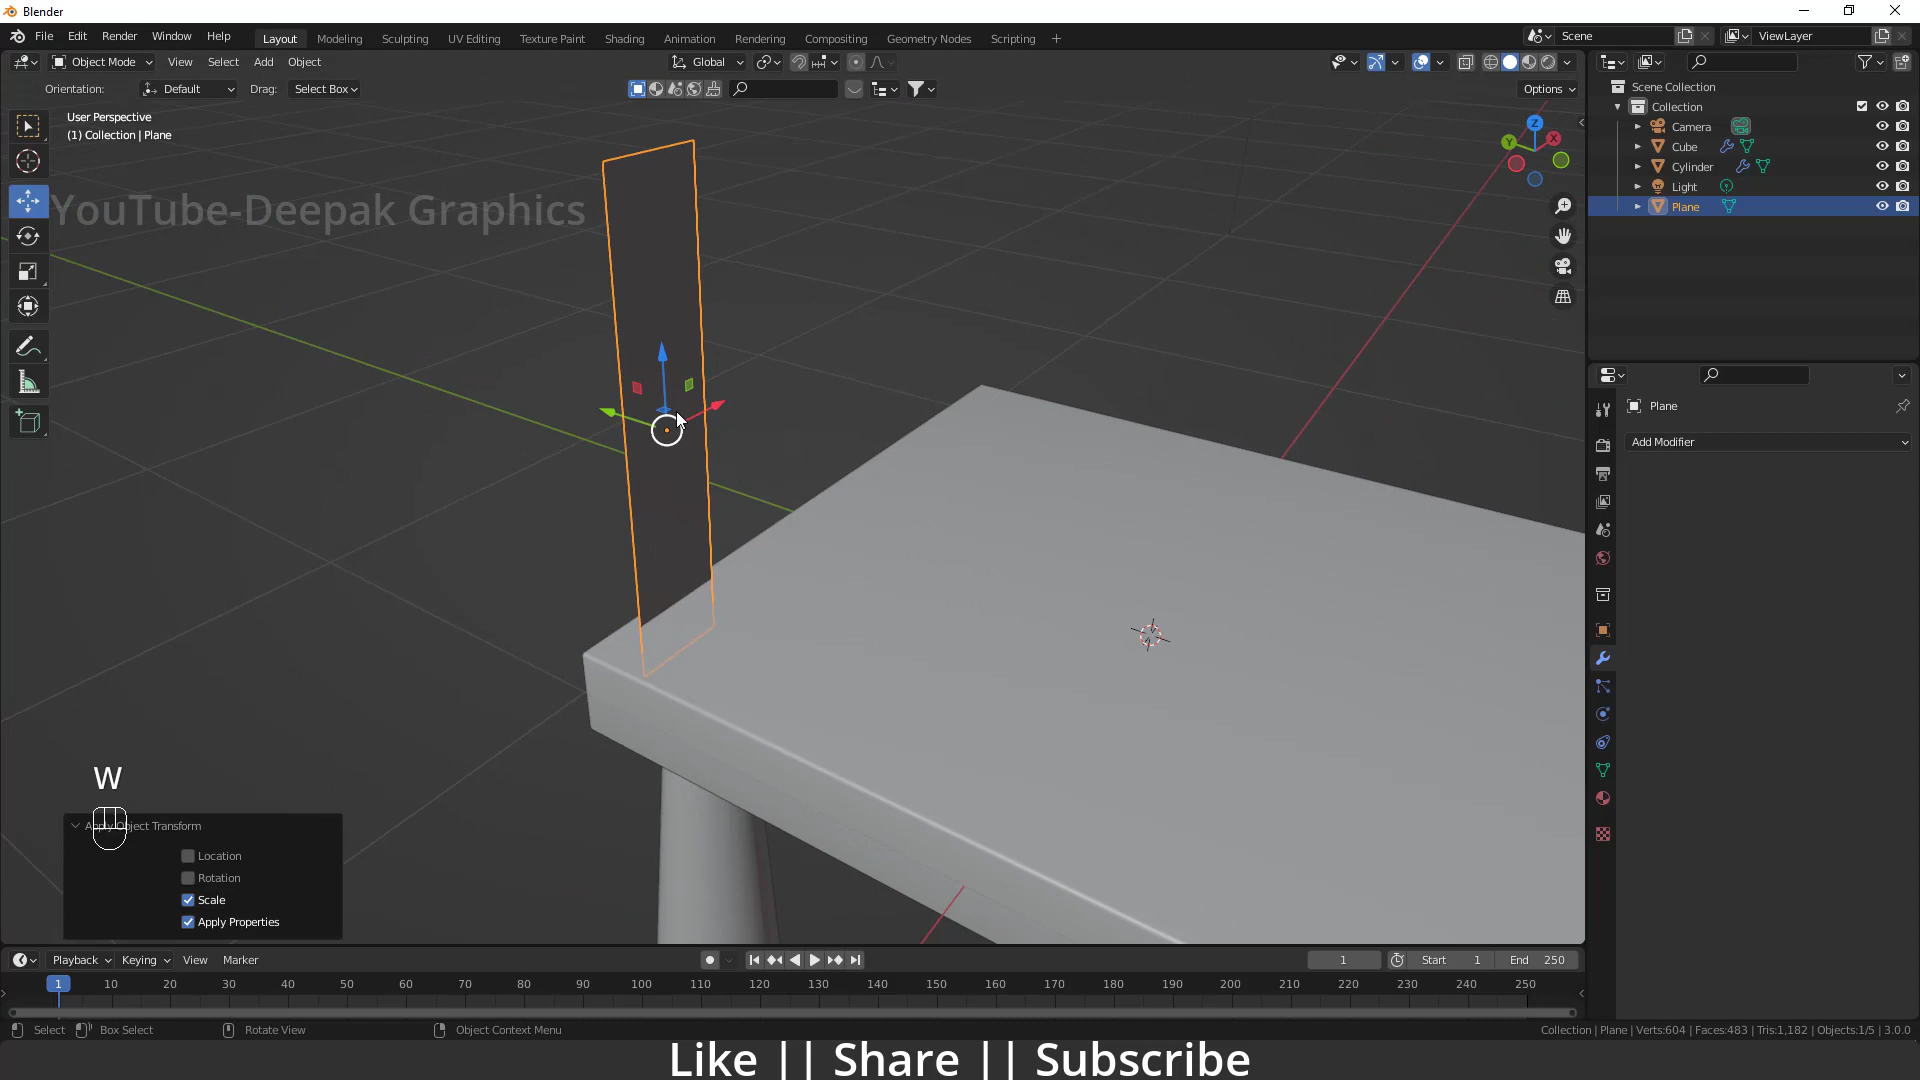 Blender
File Edit Render Window Help
Layout Modeling Sculpting UV Editing Texture Paint Shading Animation Rendering Compositing Geometry Nodes Scripting +
Scene
ViewLayer
Object Mode View Select Add Object
Global
Orientation: Default Drag: Select Box
Options
User Perspective
(1) Collection | Plane
YouTube-Deepak Graphics
Z
X
Y
Scene Collection
Collection
Camera
Cube
Cylinder
Light
Plane
Plane
Add Modifier
W
Apply Object Transform
Location
Rotation
Scale
Apply Properties
Playback Keying View Marker
1
Start 1
End 250
1 10 20 30 40 50 60 70 80 90 100 110 120 130 140 150 160 170 180 190 200 210 220 230 240 250
Select Box Select Rotate View Object Context Menu
Collection | Plane | Verts:604 | Faces:483 | Tris:1,182 | Objects:1/5 | 3.0.0
Like || Share || Subscribe